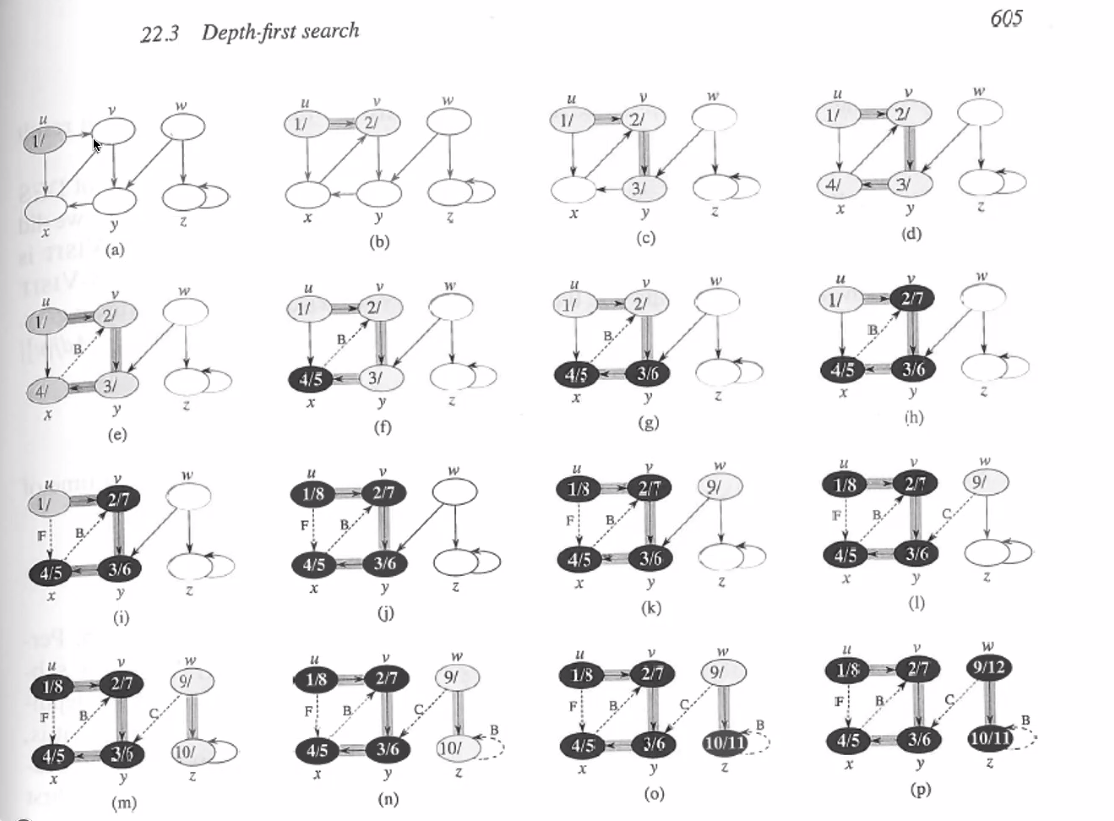 22.3 Depth-first search
605
u v w
1/
x y z
(a)
u v w
1/ 2/
x y z
(b)
u v w
1/ 2/
3/
x y z
(c)
u v w
1/ 2/
4/ 3/
x y z
(d)
u v w
1/ 2/
B
4/ 3/
x y z
(e)
u v w
1/ 2/
B
4/5 3/
x y z
(f)
u v w
1/ 2/
B
4/5 3/6
x y z
(g)
u v w
1/ 2/7
B
4/5 3/6
x y z
(h)
u v w
1/ 2/7
F B
4/5 3/6
x y z
(i)
u v w
1/8 2/7
F B
4/5 3/6
x y z
(j)
u v w
1/8 2/7 9/
F B
4/5 3/6
x y z
(k)
u v w
1/8 2/7 9/
F B C
4/5 3/6
x y z
(l)
u v w
1/8 2/7 9/
F B C
4/5 3/6 10/
x y z
(m)
u v w
1/8 2/7 9/
F B C B
4/5 3/6 10/
x y z
(n)
u v w
1/8 2/7 9/
F B C B
4/5 3/6 10/11
x y z
(o)
u v w
1/8 2/7 9/12
F B C B
4/5 3/6 10/11
x y z
(p)